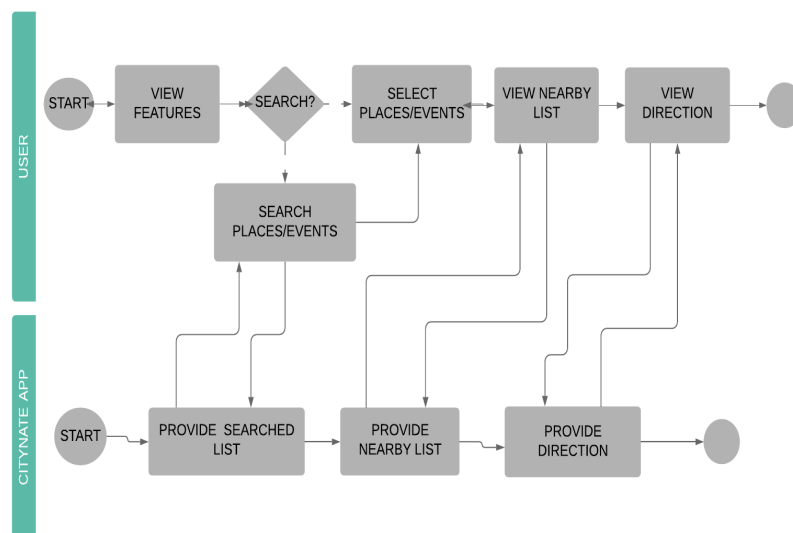 USER
START
VIEW
FEATURES
SEARCH?
SELECT
PLACES/EVENTS
VIEW NEARBY
LIST
VIEW
DIRECTION
SEARCH
PLACES/EVENTS
CITYNATE APP
START
PROVIDE SEARCHED
LIST
PROVIDE
NEARBY LIST
PROVIDE
DIRECTION